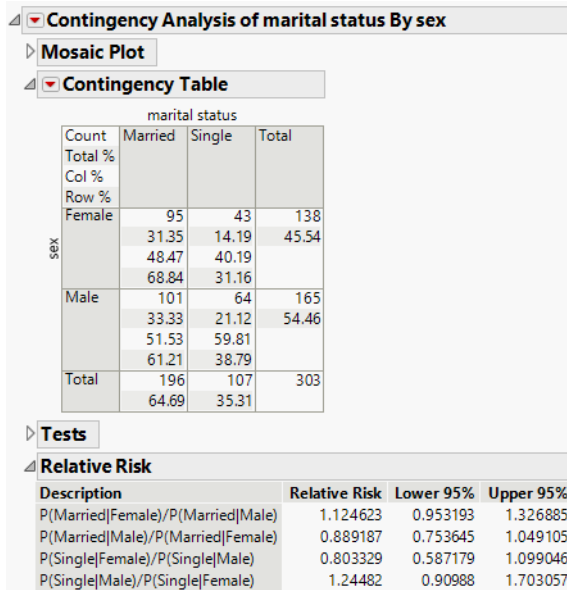 Contingency Analysis of marital status By sex
Mosaic Plot
Contingency Table
marital status
Count Married Single Total
Total %
Col %
Row %
sex
Female 95 43 138
31.35 14.19 45.54
48.47 40.19
68.84 31.16
Male 101 64 165
33.33 21.12 54.46
51.53 59.81
61.21 38.79
Total 196 107 303
64.69 35.31
Tests
Relative Risk
Description Relative Risk Lower 95% Upper 95%
P(Married|Female)/P(Married|Male) 1.124623 0.953193 1.326885
P(Married|Male)/P(Married|Female) 0.889187 0.753645 1.049105
P(Single|Female)/P(Single|Male) 0.803329 0.587179 1.099046
P(Single|Male)/P(Single|Female) 1.24482 0.90988 1.703057